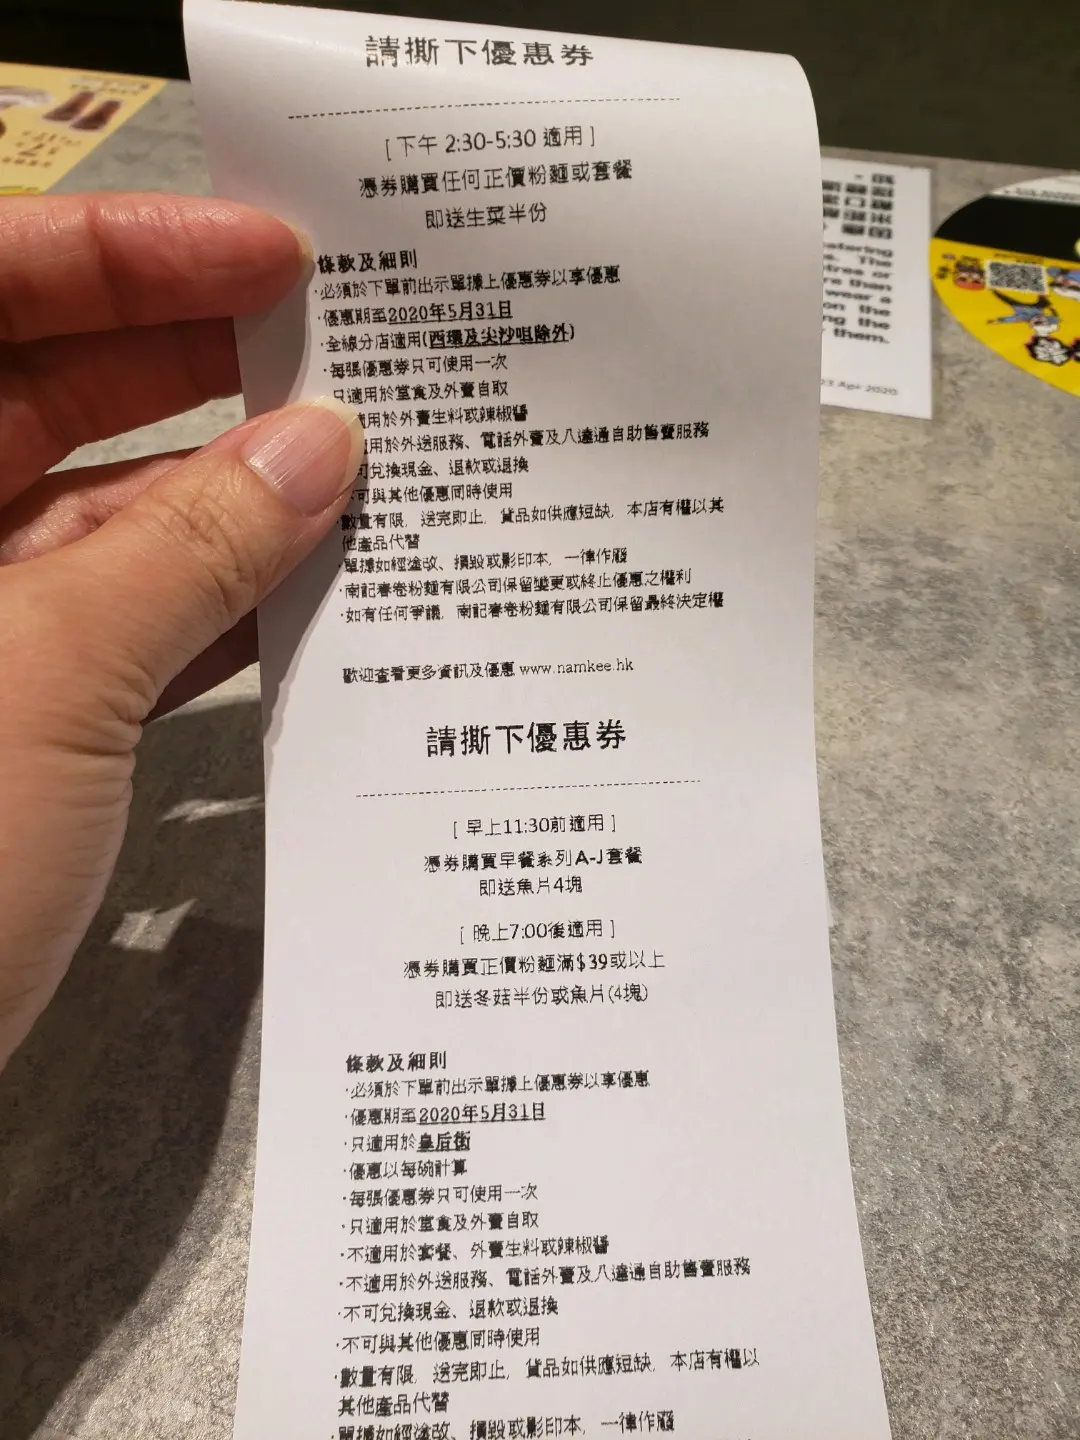 請撕下優惠券
[ 下午 2:30-5:30 適用 ]
憑券購買任何正價粉麵或套餐
即送生菜半份
條款及細則
·必須於下單前出示單據上優惠券以享優惠
·優惠期至2020年5月31日
·全線分店適用(西環及尖沙咀除外)
·每張優惠券只可使用一次
只適用於堂食及外賣自取
用於外賣生料或辣椒醬
用於外送服務、電話外賣及八達通自助售賣服務
可兌換現金、退款或退換
可與其他優惠同時使用
·數量有限, 送完即止, 貨品如供應短缺, 本店有權以其
他產品代替
·單據如經塗改、損毀或影印本, 一律作廢
·南記春卷粉麵有限公司保留變更或終止優惠之權利
·如有任何爭議, 南記春卷粉麵有限公司保留最終決定權
歡迎查看更多資訊及優惠 www.namkee.hk
請撕下優惠券
[ 早上11:30前適用 ]
憑券購買早餐系列A-J套餐
即送魚片4塊
[ 晚上7:00後適用 ]
憑券購買正價粉麵滿$39或以上
即送冬菇半份或魚片(4塊)
條款及細則
·必須於下單前出示單據上優惠券以享優惠
·優惠期至2020年5月31日
·只適用於皇后街
·優惠以每碗計算
·每張優惠券只可使用一次
·只適用於堂食及外賣自取
·不適用於套餐、外賣生料或辣椒醬
·不適用於外送服務、電話外賣及八達通自助售賣服務
·不可兌換現金、退款或退換
·不可與其他優惠同時使用
·數量有限, 送完即止, 貨品如供應短缺, 本店有權以
其他產品代替
·單據如經塗改、損毀或影印本, 一律作廢
atering
The
or
than
wear a
on the
the
them.
Apr 2020